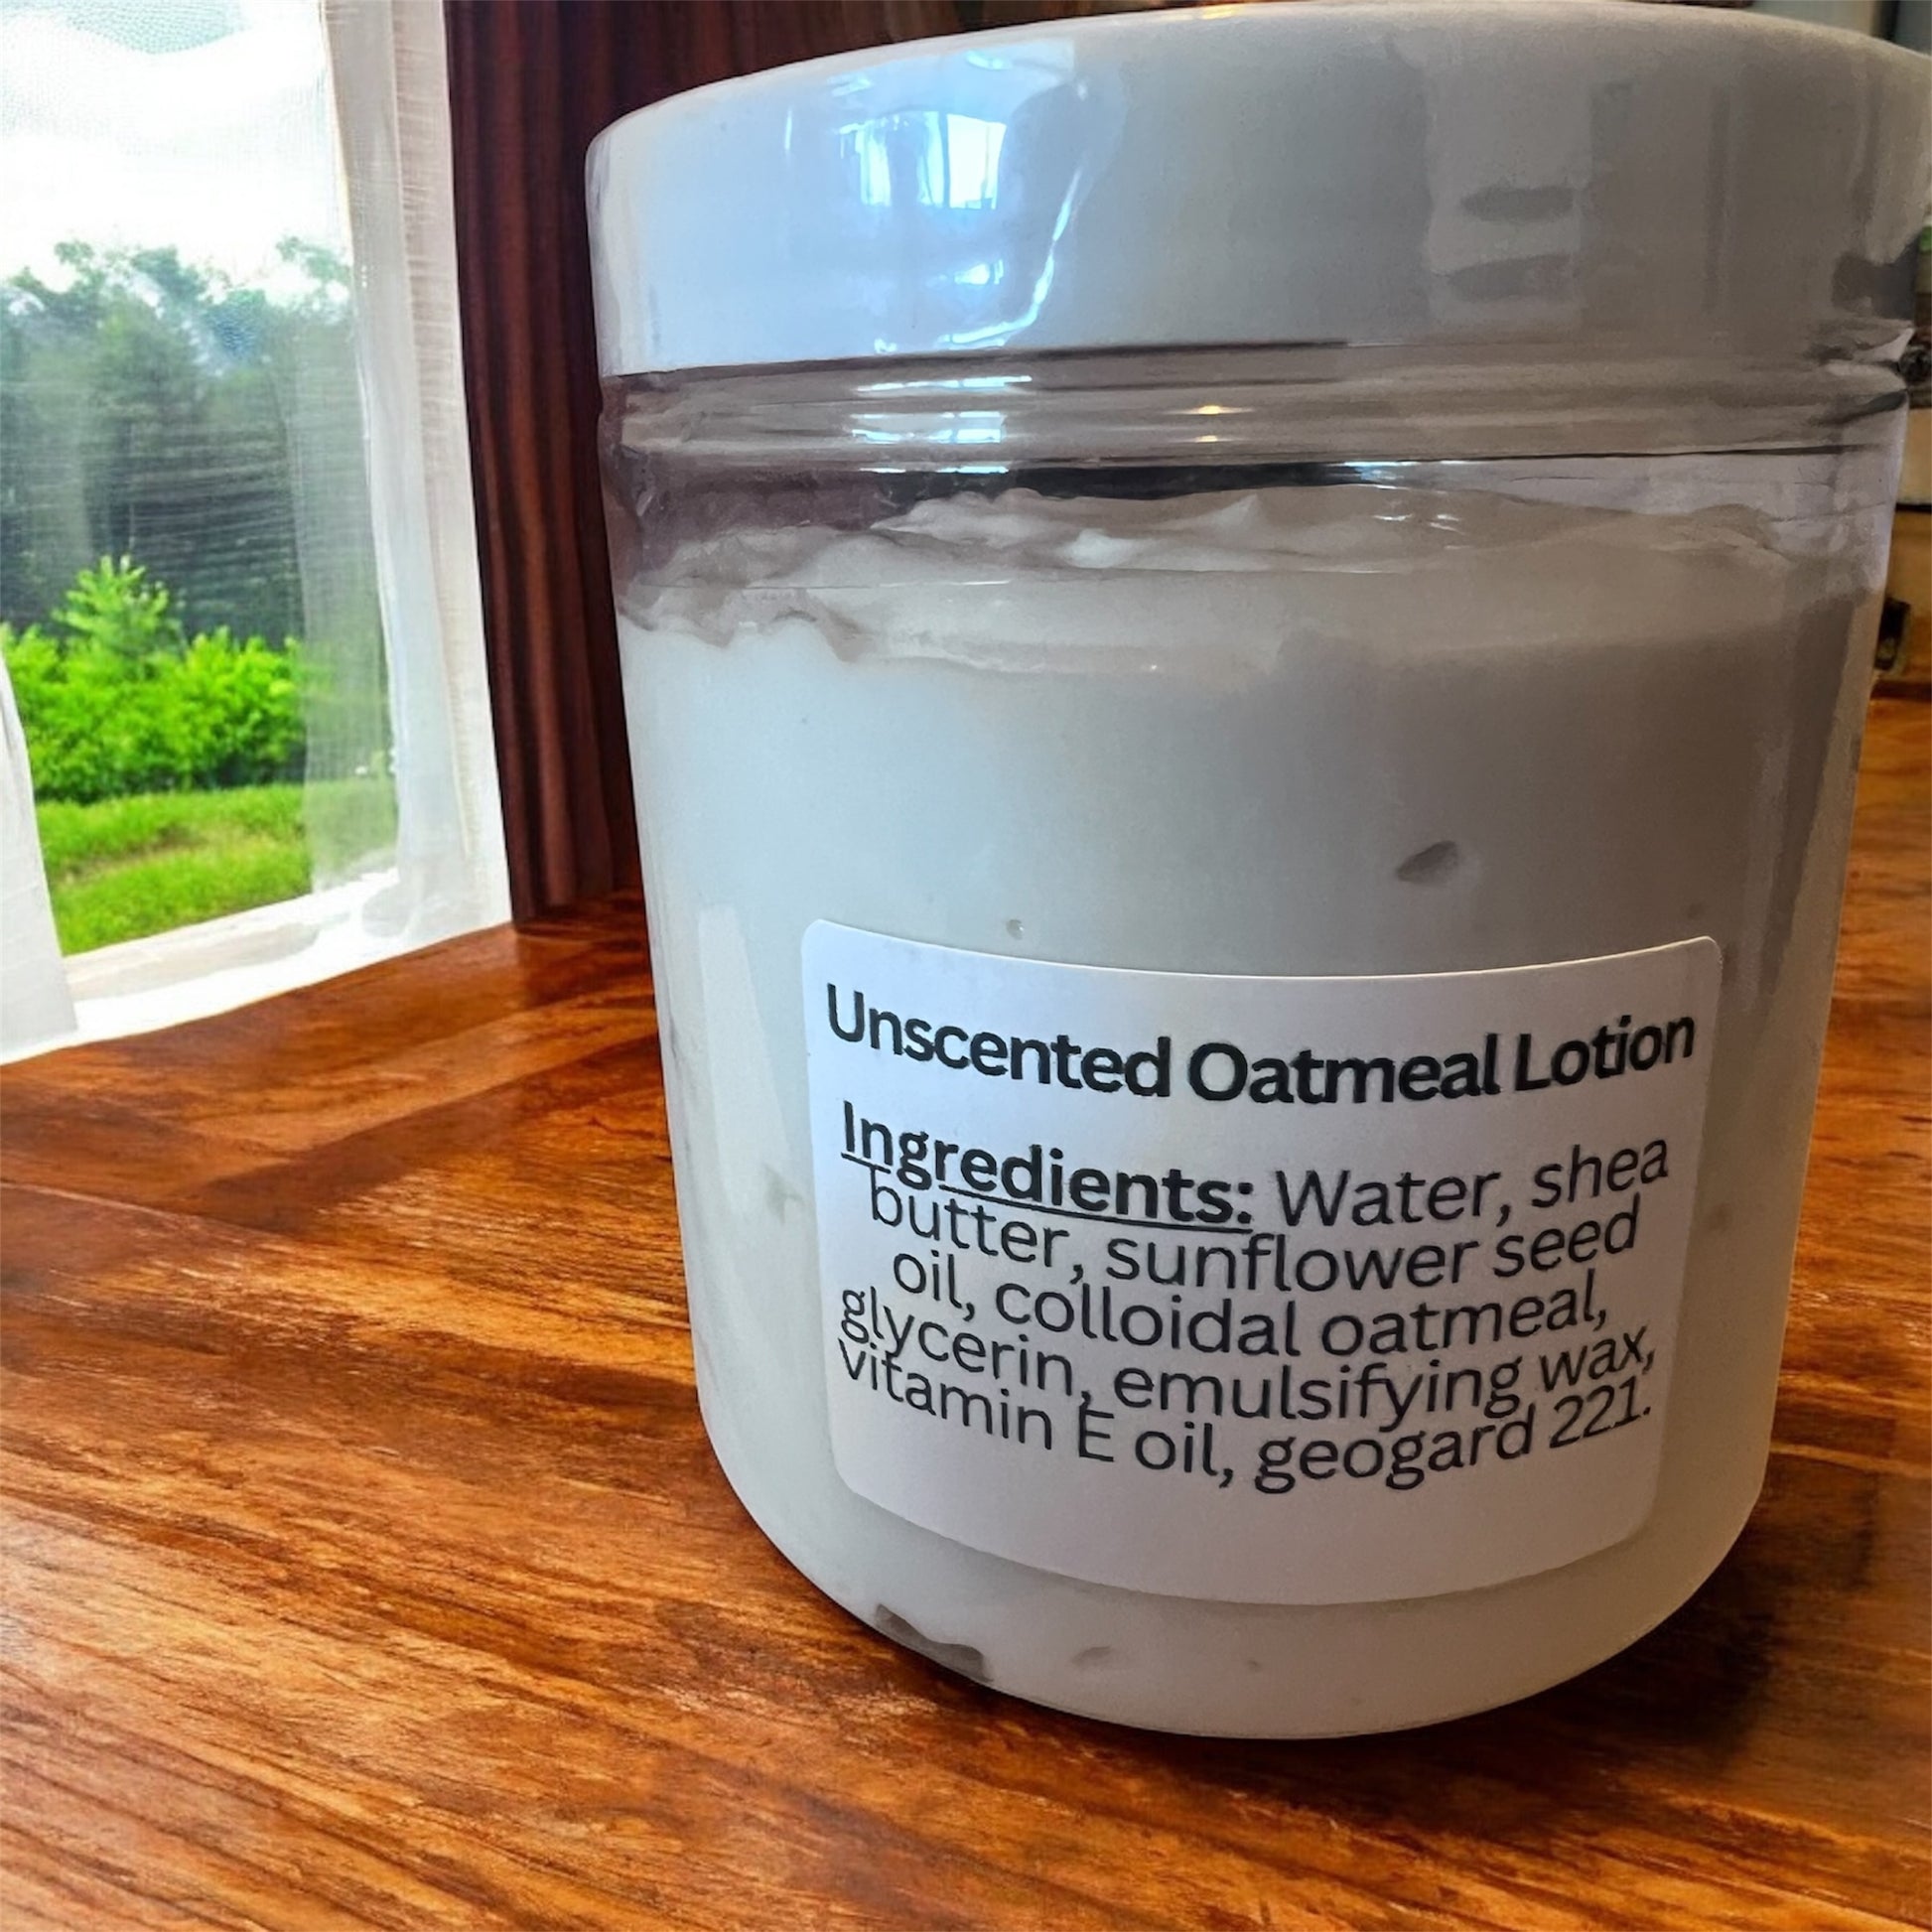 Unscented Oatmeal Lotion
Ingredients: Water, shea
butter, sunflower seed
oil, colloidal oatmeal,
glycerin, emulsifying wax,
vitamin E oil, geogard 221.